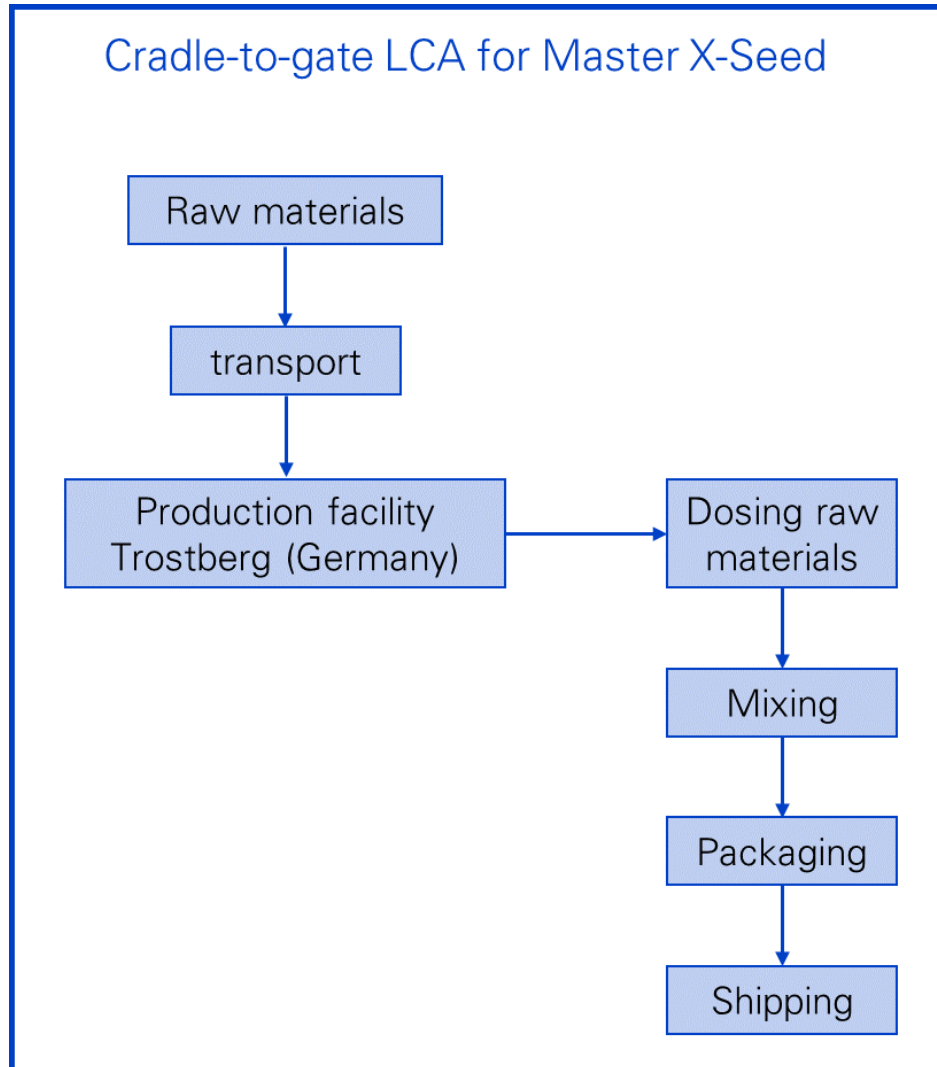 Cradle-to-gate LCA for Master X-Seed
Raw materials
transport
Production facility
Trostberg (Germany)
Dosing raw
materials
Mixing
Packaging
Shipping